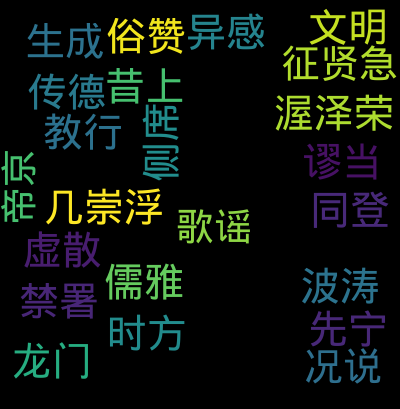 文明
俗赞
异感
生成
征贤急
传德
昔上
渥泽荣
教行
侧席
谬当
帝京
几崇浮
同登
歌谣
虚散
儒雅
波涛
禁署
先宁
时方
龙门
况说